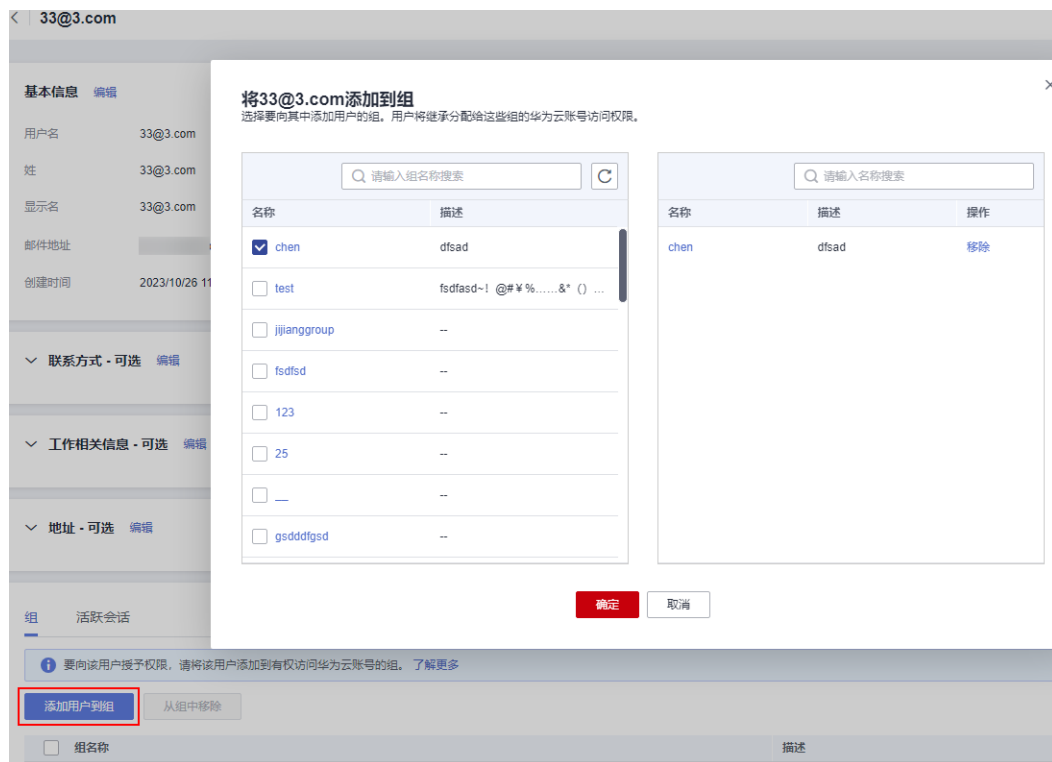 33@3.com
基本信息 编辑
用户名 33@3.com
姓 33@3.com
显示名 33@3.com
邮件地址
创建时间 2023/10/26 11
联系方式 - 可选 编辑
工作相关信息 - 可选 编辑
地址 - 可选 编辑
组 活跃会话
要向该用户授予权限，请将该用户添加到有权访问华为云账号的组。 了解更多
添加用户到组 从组中移除
组名称 描述
将33@3.com添加到组
选择要向其中添加用户的组。用户将继承分配给这些组的华为云账号访问权限。
请输入组名称搜索
名称 描述
chen dfsad
test fsdfasd~! @#￥%……&* () ...
jijianggroup --
fsdfsd --
123 --
25 --
__ --
gsdddfgsd --
请输入名称搜索
名称 描述 操作
chen dfsad 移除
确定 取消